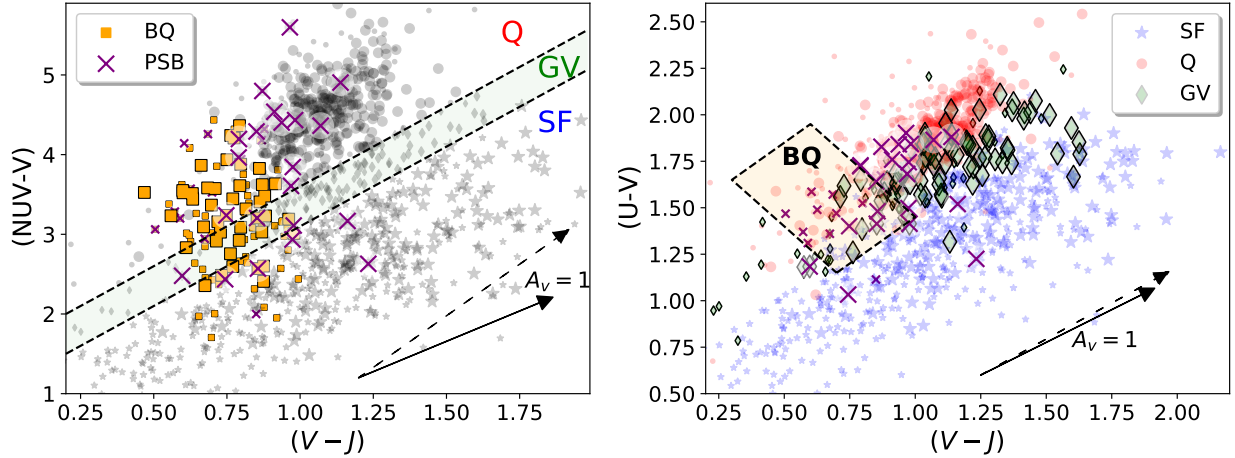 BQ
PSB
Q
GV
SF
A_v = 1
(NUV-V)
5
4
3
2
1
0.25 0.50 0.75 1.00 1.25 1.50 1.75
(V − J)
SF
Q
GV
BQ
A_v = 1
(U-V)
2.50
2.25
2.00
1.75
1.50
1.25
1.00
0.75
0.50
0.25 0.50 0.75 1.00 1.25 1.50 1.75 2.00
(V − J)